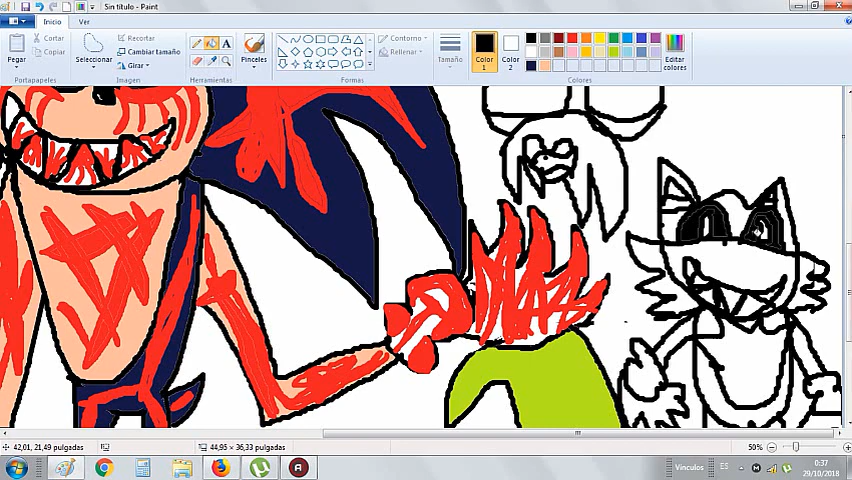 Sin título - Paint
Inicio
Ver
Pegar
Cortar
Copiar
Portapapeles
Seleccionar
Recortar
Cambiar tamaño
Girar
Imagen
A
Herramientas
Pinceles
Contorno
Rellenar
Formas
Tamaño
Color
1
Color
2
Editar
colores
Colores
42,01, 21,49 pulgadas
44,95 × 36,33 pulgadas
50%
Vínculos
ES
0:37
29/10/2018